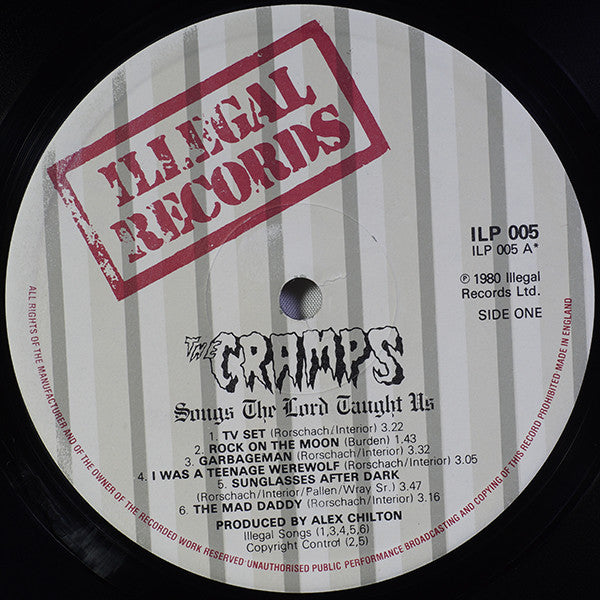 ILLEGAL
RECORDS
ILP 005
ILP 005 A*
℗ 1980 Illegal
Records Ltd.
SIDE ONE
THE CRAMPS
Songs The Lord Taught Us
1. TV SET (Rorschach/Interior) 3.22
2. ROCK ON THE MOON (Burden) 1.43
3. GARBAGEMAN (Rorschach/Interior) 3.32
4. I WAS A TEENAGE WEREWOLF (Rorschach/Interior) 3.05
5. SUNGLASSES AFTER DARK
(Rorschach/Interior/Pallen/Wray Sr.) 3.47
6. THE MAD DADDY (Rorschach/Interior) 3.16
PRODUCED BY ALEX CHILTON
Illegal Songs (1,3,4,5,6)
Copyright Control (2,5)
ALL RIGHTS OF THE MANUFACTURER AND OF THE OWNER OF THE RECORDED WORK RESERVED·UNAUTHORISED PUBLIC PERFORMANCE BROADCASTING AND COPYING OF THIS RECORD PROHIBITED MADE IN ENGLAND